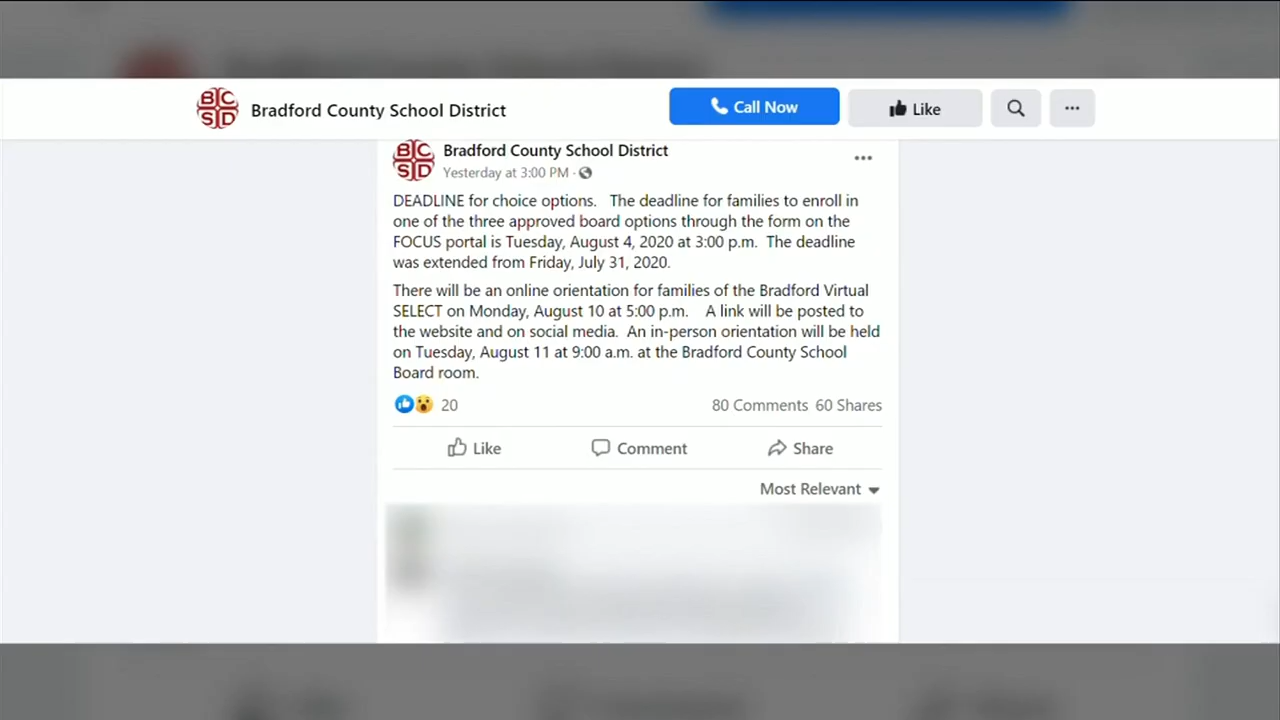 BC
SD
Bradford County School District
Call Now
Like
BC
SD
Bradford County School District
Yesterday at 3:00 PM ·
DEADLINE for choice options.   The deadline for families to enroll in
one of the three approved board options through the form on the
FOCUS portal is Tuesday, August 4, 2020 at 3:00 p.m.  The deadline
was extended from Friday, July 31, 2020.
There will be an online orientation for families of the Bradford Virtual
SELECT on Monday, August 10 at 5:00 p.m.    A link will be posted to
the website and on social media.  An in-person orientation will be held
on Tuesday, August 11 at 9:00 a.m. at the Bradford County School
Board room.
20
80 Comments 60 Shares
Like Comment Share
Most Relevant